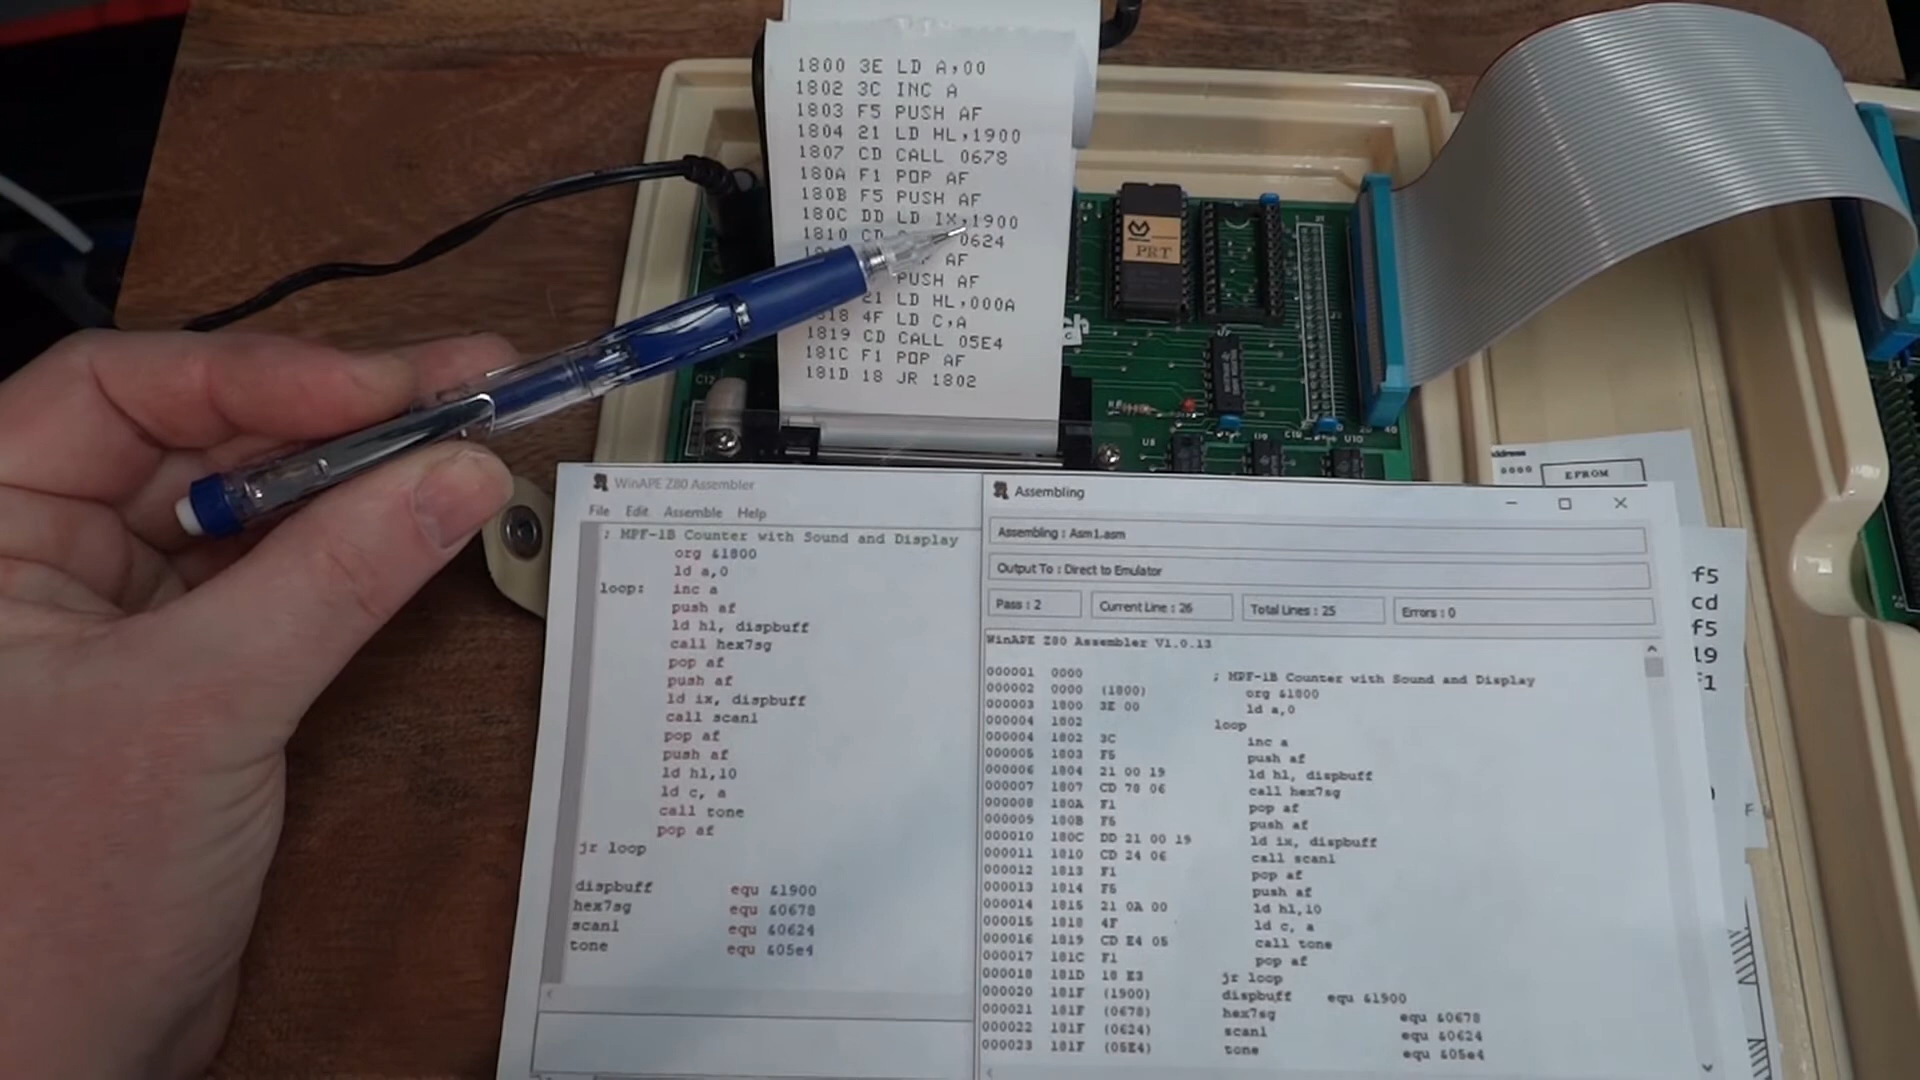 1800 3E LD A,00
1802 3C INC A
1803 F5 PUSH AF
1804 21 LD HL,1900
1807 CD CALL 0678
180A F1 POP AF
180B F5 PUSH AF
180C DD LD IX,1900
1810 CD 0624
AF
PUSH AF
21 LD HL,000A
1818 4F LD C,A
1819 CD CALL 05E4
181C F1 POP AF
181D 18 JR 1802
PRT
C12
U8
U10
0000 EPROM
WinAPE Z80 Assembler
File Edit Assemble Help
; MPF-1B Counter with Sound and Display
org &1800
ld a,0
loop: inc a
push af
ld hl, dispbuff
call hex7sg
pop af
push af
ld ix, dispbuff
call scan1
pop af
push af
ld hl,10
ld c, a
call tone
pop af
jr loop
dispbuff equ &1900
hex7sg equ &0678
scan1 equ &0624
tone equ &05e4
Assembling
Assembling : Asm1.asm
Output To : Direct to Emulator
Pass : 2 Current Line : 26 Total Lines : 25 Errors : 0
WinAPE Z80 Assembler V1.0.13
000001 0000 ; MPF-1B Counter with Sound and Display
000002 0000 (1800) org &1800
000003 1800 3E 00 ld a,0
000004 1802 loop
000004 1802 3C inc a
000005 1803 F5 push af
000006 1804 21 00 19 ld hl, dispbuff
000007 1807 CD 78 06 call hex7sg
000008 180A F1 pop af
000009 180B F5 push af
000010 180C DD 21 00 19 ld ix, dispbuff
000011 1810 CD 24 06 call scan1
000012 1813 F1 pop af
000013 1814 F5 push af
000014 1815 21 0A 00 ld hl,10
000015 1818 4F ld c, a
000016 1819 CD E4 05 call tone
000017 181C F1 pop af
000018 181D 18 E3 jr loop
000020 181F (1900) dispbuff equ &1900
000021 181F (0678) hex7sg equ &0678
000022 181F (0624) scan1 equ &0624
000023 181F (05E4) tone equ &05e4
f5
cd
f5
19
f1